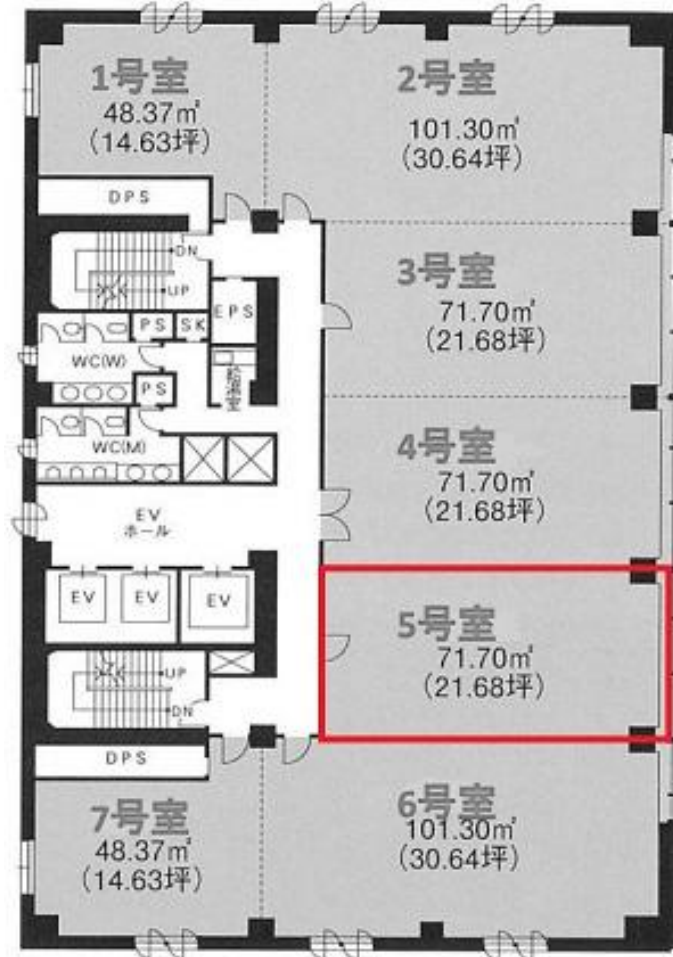 1号室
48.37㎡
(14.63坪)
2号室
101.30㎡
(30.64坪)
DPS
DN
UP
EPS
3号室
71.70㎡
(21.68坪)
PS
SK
WC(W)
PS
WC(M)
4号室
71.70㎡
(21.68坪)
EV
ホール
EV
EV
EV
5号室
71.70㎡
(21.68坪)
UP
DN
DPS
7号室
48.37㎡
(14.63坪)
6号室
101.30㎡
(30.64坪)